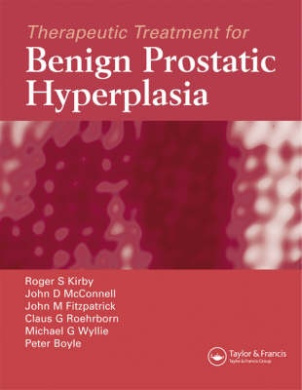 Therapeutic Treatment for
Benign Prostatic
Hyperplasia
Roger S Kirby
John D McConnell
John M Fitzpatrick
Claus G Roehrborn
Michael G Wyllie
Peter Boyle
Taylor & Francis
Taylor & Francis Group